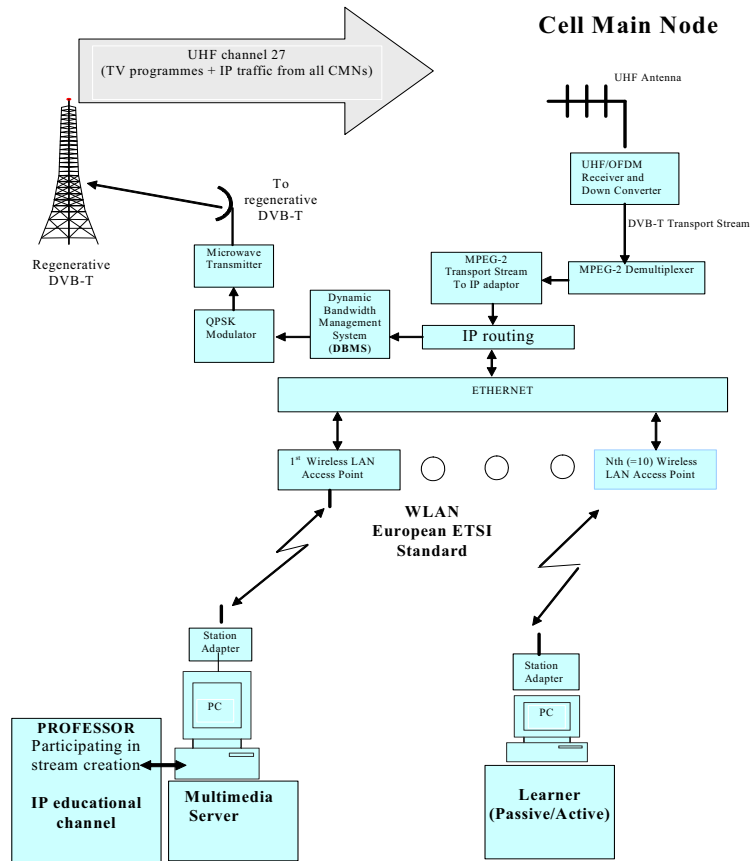 Cell Main Node
UHF channel 27
(TV programmes + IP traffic from all CMNs)
UHF Antenna
UHF/OFDM
Receiver and
Down Converter
To
regenerative
DVB-T
DVB-T Transport Stream
Regenerative
DVB-T
Microwave
Transmitter
MPEG-2
Transport Stream
To IP adaptor
MPEG-2 Demultiplexer
QPSK
Modulator
Dynamic
Bandwidth
Management
System
(DBMS)
IP routing
ETHERNET
1st Wireless LAN
Access Point
Nth (=10) Wireless
LAN Access Point
WLAN
European ETSI
Standard
Station
Adapter
PC
Station
Adapter
PC
PROFESSOR
Participating in
stream creation
IP educational
channel
Multimedia
Server
Learner
(Passive/Active)